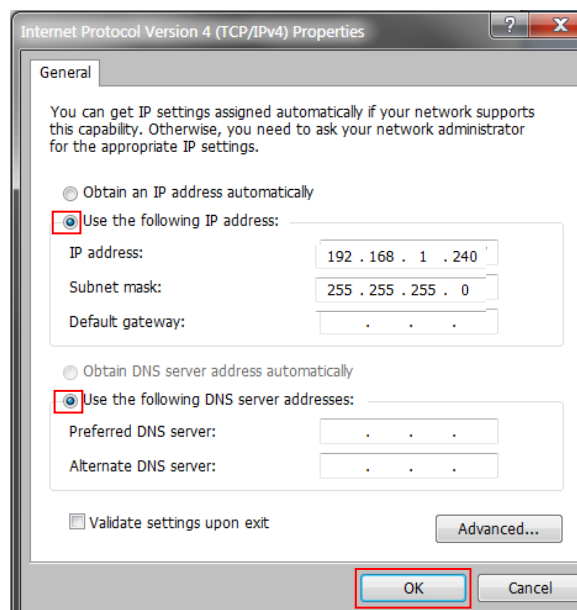 Internet Protocol Version 4 (TCP/IPv4) Properties
?
X
General
You can get IP settings assigned automatically if your network supports
this capability. Otherwise, you need to ask your network administrator
for the appropriate IP settings.
Obtain an IP address automatically
Use the following IP address:
IP address: 192 . 168 . 1 . 240
Subnet mask: 255 . 255 . 255 . 0
Default gateway: . . .
Obtain DNS server address automatically
Use the following DNS server addresses:
Preferred DNS server: . . .
Alternate DNS server: . . .
Validate settings upon exit
Advanced...
OK Cancel